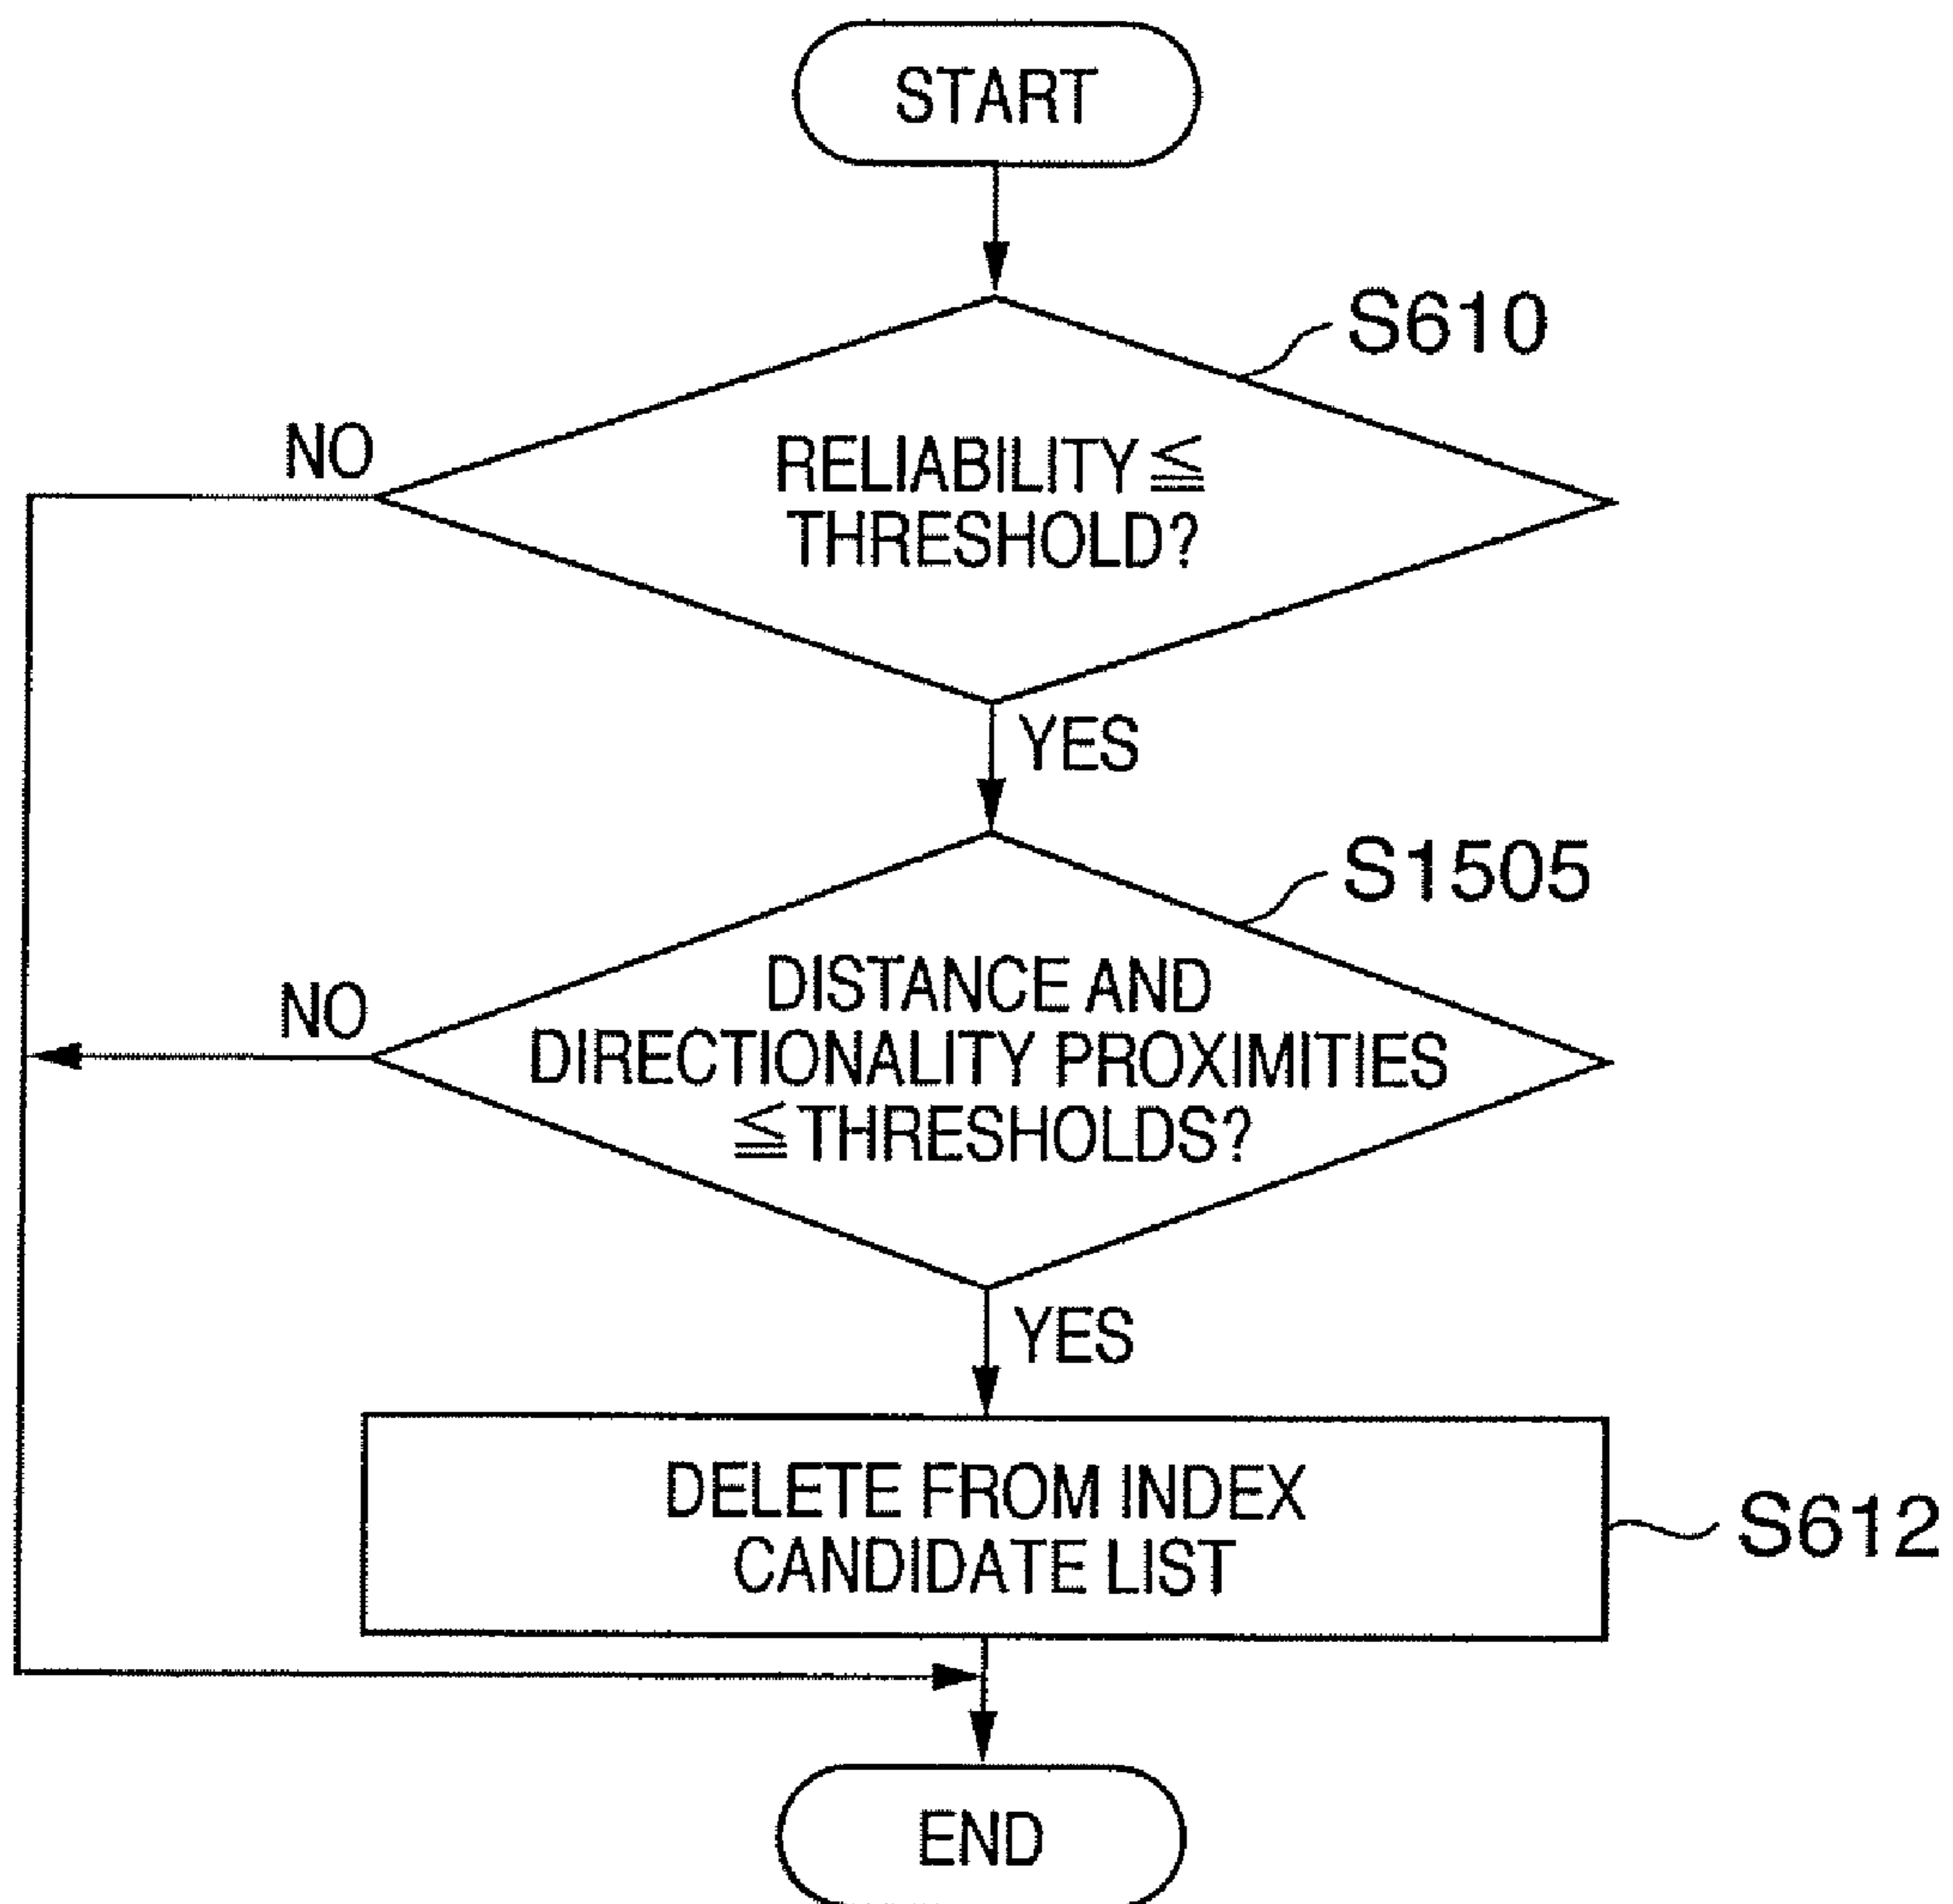 START
S610
NO
RELIABILITY ≦
THRESHOLD?
YES
S1505
NO
DISTANCE AND
DIRECTIONALITY PROXIMITIES
≦ THRESHOLDS?
YES
DELETE FROM INDEX
CANDIDATE LIST
S612
END